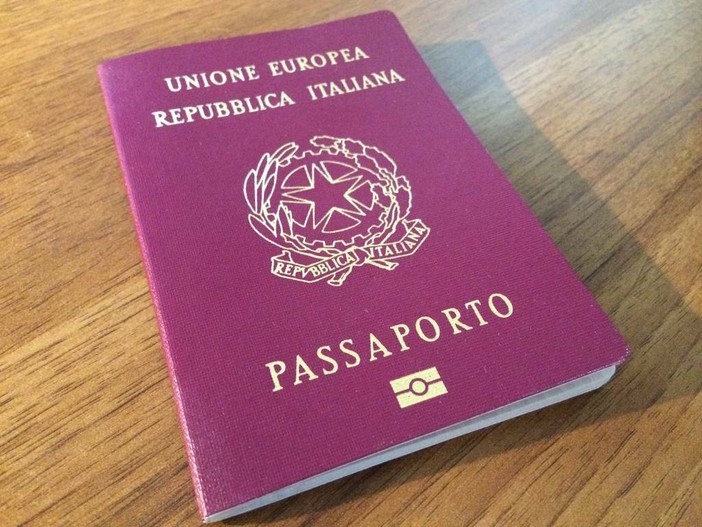 UNIONE EUROPEA
REPUBBLICA ITALIANA
REPVBBLICA ITALIANA
PASSAPORTO